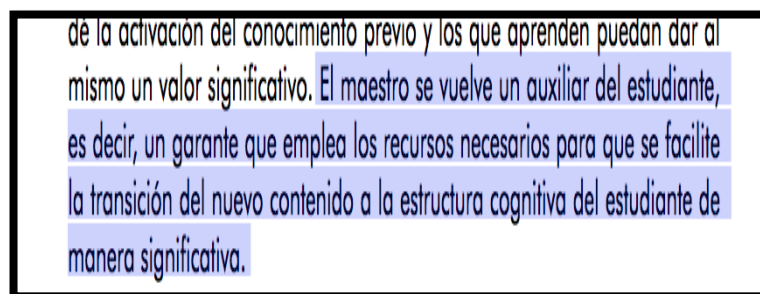 dé la activación del conocimiento previo y los que aprenden puedan dar al
mismo un valor significativo. El maestro se vuelve un auxiliar del estudiante,
es decir, un garante que emplea los recursos necesarios para que se facilite
la transición del nuevo contenido a la estructura cognitiva del estudiante de
manera significativa.